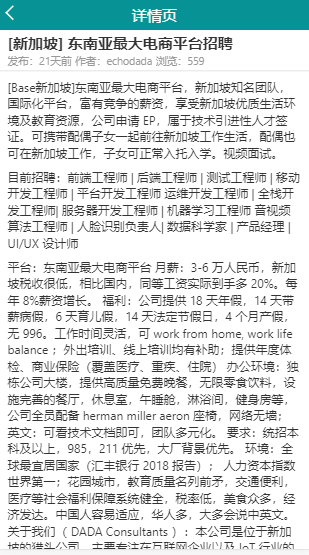 详情页
[新加坡] 东南亚最大电商平台招聘
发布：21天前 作者：echodada 浏览：559
[Base新加坡]东南亚最大电商平台，新加坡知名团队，
国际化平台，富有竞争的薪资，享受新加坡优质生活环
境及教育资源，公司申请 EP，属于技术引进性人才签
证。可携带配偶子女一起前往新加坡工作生活，配偶也
可在新加坡工作，子女可正常入托入学。视频面试。
目前招聘：前端工程师 | 后端工程师 | 测试工程师 | 移动
开发工程师 | 平台开发工程师 运维开发工程师 | 全栈开
发工程师| 服务器开发工程师 | 机器学习工程师 音视频
算法工程师 | 人脸识别负责人| 数据科学家 | 产品经理 |
UI/UX 设计师
平台：东南亚最大电商平台 月薪：3-6 万人民币，新加
坡税收很低，相比国内，同等工资实际到手多 20%。每
年 8%薪资增长。 福利：公司提供 18 天年假，14 天带
薪病假，6 天育儿假，14 天法定节假日，4 个月产假，
无 996。工作时间灵活，可 work from home, work life
balance ；外出培训、线上培训均有补助；提供年度体
检、商业保险（覆盖医疗、重疾、住院） 办公环境：独
栋公司大楼，提供高质量免费晚餐，无限零食饮料，设
施完善的餐厅，休息室，午睡舱，淋浴间，健身房等，
公司全员配备 herman miller aeron 座椅，网络无墙；
英文：可看技术文档即可，团队多元化。 要求：统招本
科及以上，985，211 优先，大厂背景优先。 环境：全
球最宜居国家（汇丰银行 2018 报告）； 人力资本指数
世界第一；花园城市，教育质量名列前矛，交通便利，
医疗等社会福利保障系统健全，税率低，美食众多，经
济发达。中国人容易适应，华人多，大多会说中英文。
关于我们（ DADA Consultants ）：本公司是位于新加
坡的猎头公司，主要专注在互联网企业以及 IoT 行业的